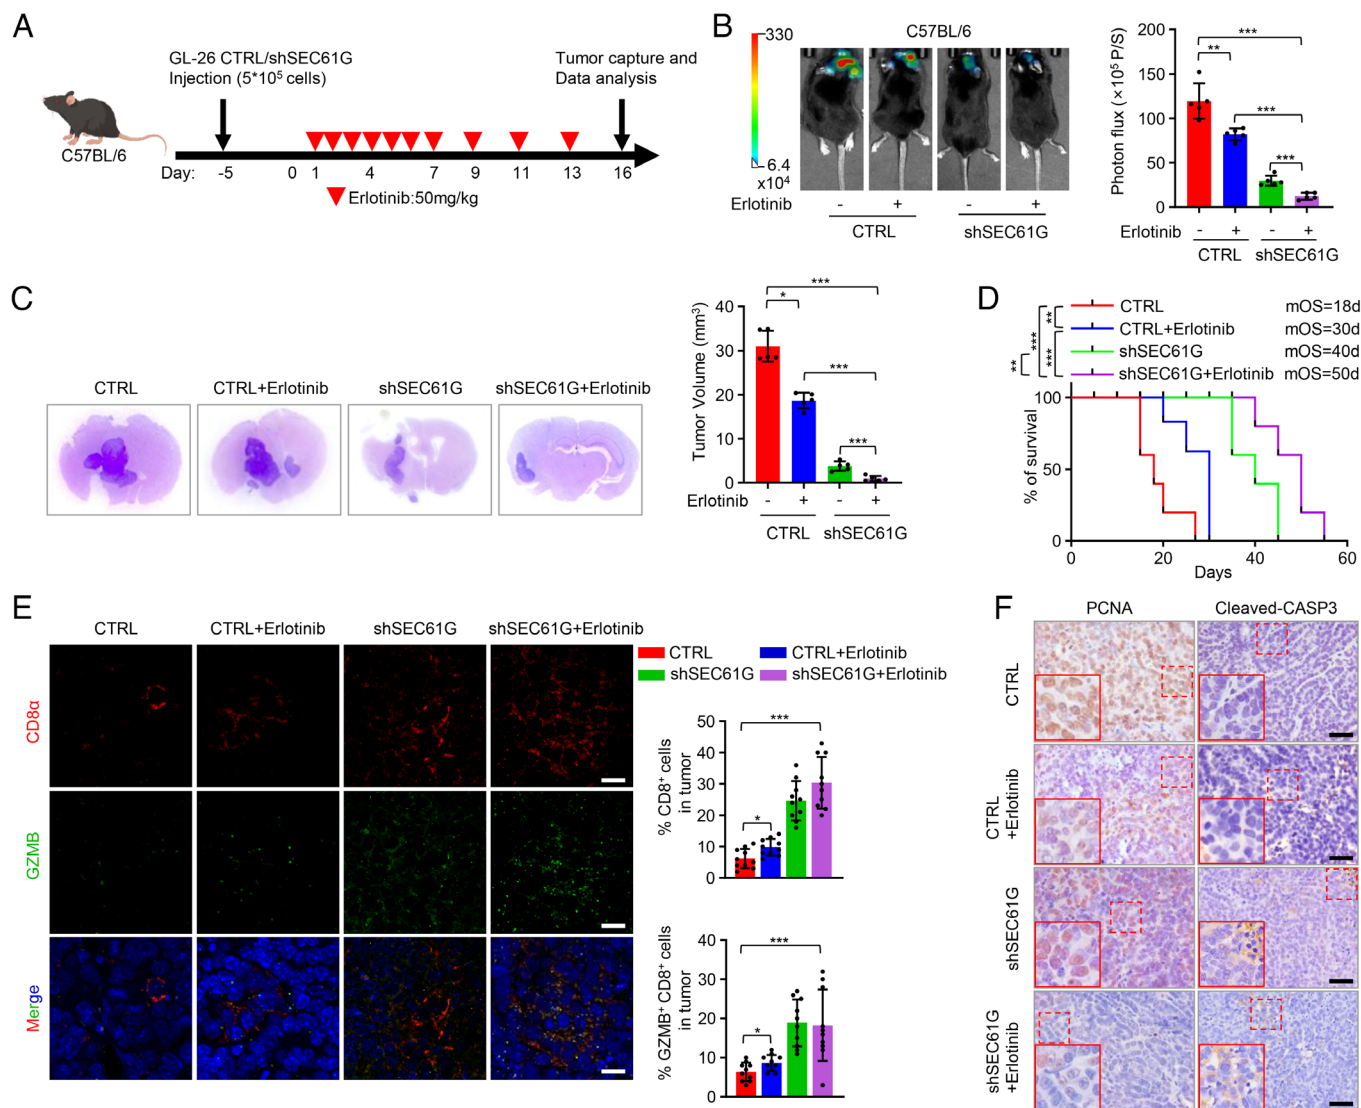 A
GL-26 CTRL/shSEC61G
Injection (5*10⁵ cells)
Tumor capture and
Data analysis
C57BL/6
Day: -5 0 1 4 7 9 11 13 16
Erlotinib:50mg/kg
B
C57BL/6
330
6.4
x10⁴
Erlotinib - + - +
CTRL shSEC61G
Photon flux (×10⁵ P/S)
200
150
100
50
0
***
**
***
***
Erlotinib - + - +
CTRL shSEC61G
C
CTRL CTRL+Erlotinib shSEC61G shSEC61G+Erlotinib
Tumor Volume (mm³)
40
30
20
10
0
***
*
***
***
Erlotinib - + - +
CTRL shSEC61G
D
CTRL mOS=18d
CTRL+Erlotinib mOS=30d
shSEC61G mOS=40d
shSEC61G+Erlotinib mOS=50d
**
***
***
**
% of survival
100
50
0
0 20 40 60
Days
E
CTRL CTRL+Erlotinib shSEC61G shSEC61G+Erlotinib
CD8α
GZMB
Merge
CTRL CTRL+Erlotinib
shSEC61G shSEC61G+Erlotinib
% CD8⁺ cells
in tumor
50
40
30
20
10
0
***
*
% GZMB⁺ CD8⁺ cells
in tumor
40
30
20
10
0
***
*
F
PCNA Cleaved-CASP3
CTRL
CTRL
+Erlotinib
shSEC61G
shSEC61G
+Erlotinib